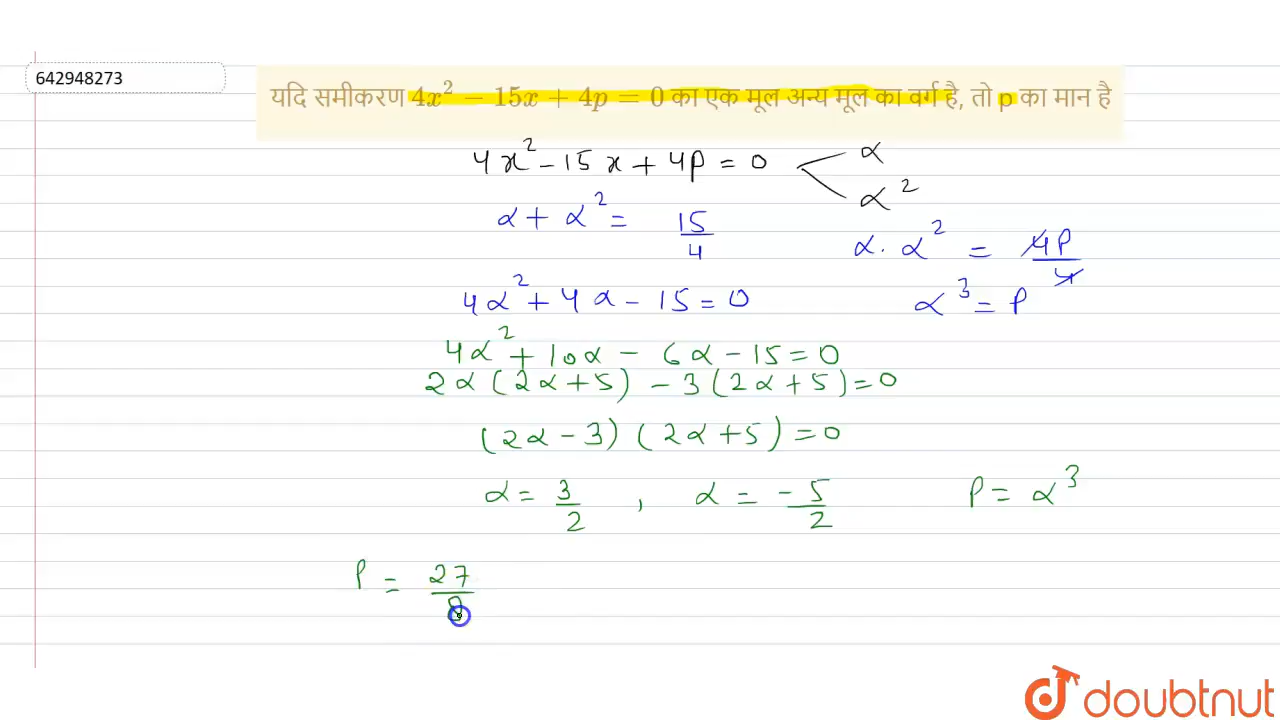 642948273
यदि समीकरण 4x² − 15x + 4p = 0 का एक मूल अन्य मूल का वर्ग है, तो p का मान है
4x² − 15x + 4P = 0 < α
α²
α + α² = 15/4
α · α² = 4P/4
4α² + 4α − 15 = 0
α³ = P
4α² + 10α − 6α − 15 = 0
2α(2α + 5) − 3(2α + 5) = 0
(2α − 3)(2α + 5) = 0
α = 3/2 , α = −5/2 P = α³
P = 27/8
doubtnut